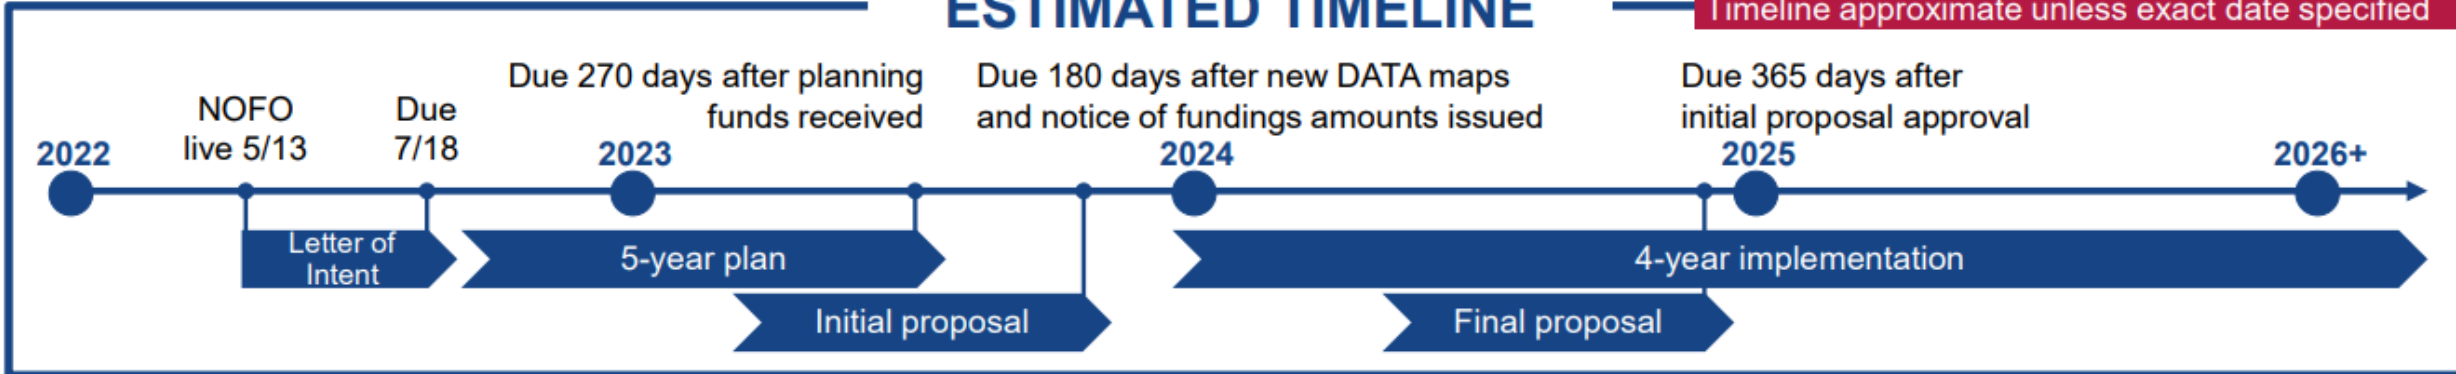 ESTIMATED TIMELINE
Timeline approximate unless exact date specified
NOFO
live 5/13
Due
7/18
Due 270 days after planning
funds received
Due 180 days after new DATA maps
and notice of fundings amounts issued
Due 365 days after
initial proposal approval
2022
2023
2024
2025
2026+
Letter of
Intent
5-year plan
4-year implementation
Initial proposal
Final proposal